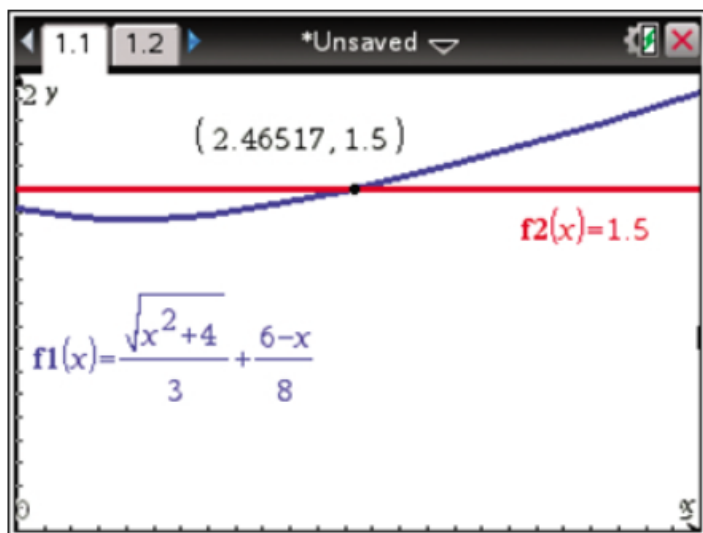 1.1 1.2 *Unsaved
2 y
(2.46517, 1.5)
f2(x)=1.5
f1(x)=√(x²+4)/3 + (6-x)/8
0
x